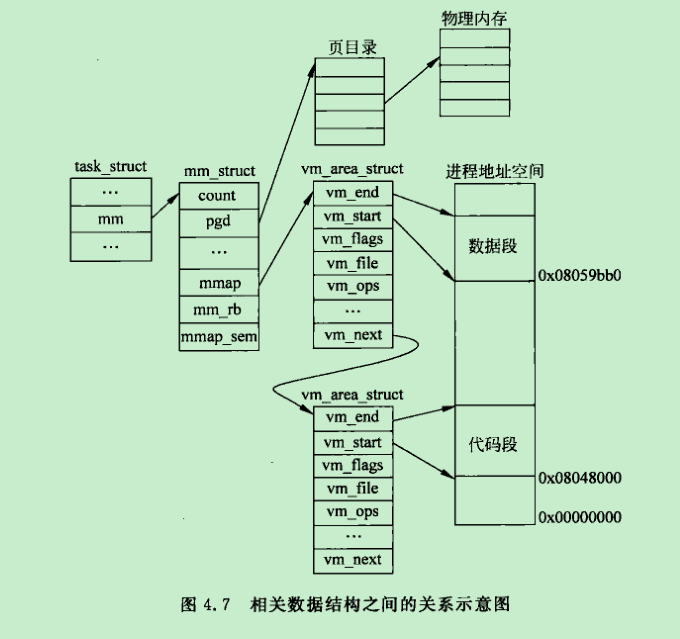 物理内存
页目录
task_struct
…
mm
…
mm_struct
count
pgd
…
mmap
mm_rb
mmap_sem
vm_area_struct
vm_end
vm_start
vm_flags
vm_file
vm_ops
…
vm_next
进程地址空间
数据段
0x08059bb0
代码段
0x08048000
0x00000000
vm_area_struct
vm_end
vm_start
vm_flags
vm_file
vm_ops
…
vm_next
图 4.7 相关数据结构之间的关系示意图